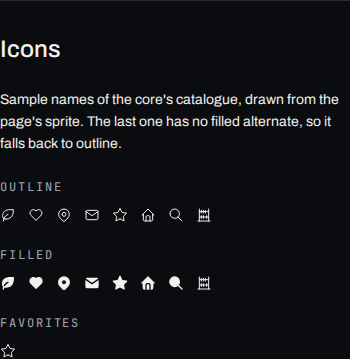 Icons
Sample names of the core's catalogue, drawn from the
page's sprite. The last one has no filled alternate, so it
falls back to outline.
OUTLINE
FILLED
FAVORITES